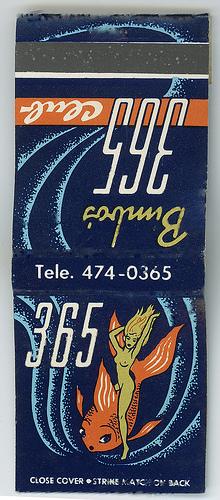 Bimbo's
365
club
Tele. 474-0365
365
CLOSE COVER • STRIKE MATCH ON BACK